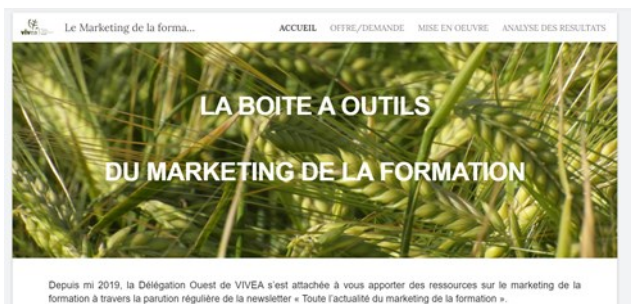 vivea
Le Marketing de la forma...
ACCUEIL OFFRE/DEMANDE MISE EN OEUVRE ANALYSE DES RESULTATS
LA BOITE A OUTILS
DU MARKETING DE LA FORMATION
Depuis mi 2019, la Délégation Ouest de VIVEA s'est attachée à vous apporter des ressources sur le marketing de la
formation à travers la parution régulière de la newsletter « Toute l'actualité du marketing de la formation ».